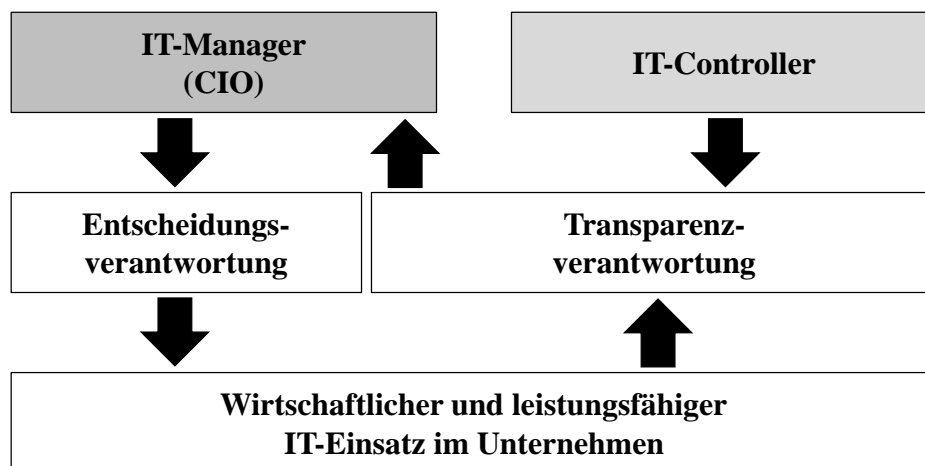 IT-Manager
(CIO)
IT-Controller
Entscheidungs-
verantwortung
Transparenz-
verantwortung
Wirtschaftlicher und leistungsfähiger
IT-Einsatz im Unternehmen